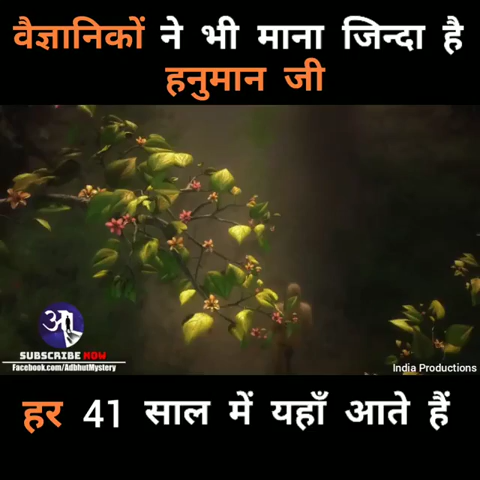 वैज्ञानिकों ने भी माना जिन्दा है
हनुमान जी
SUBSCRIBE NOW
Facebook.com/AdbhutMystery
India Productions
हर 41 साल में यहाँ आते हैं